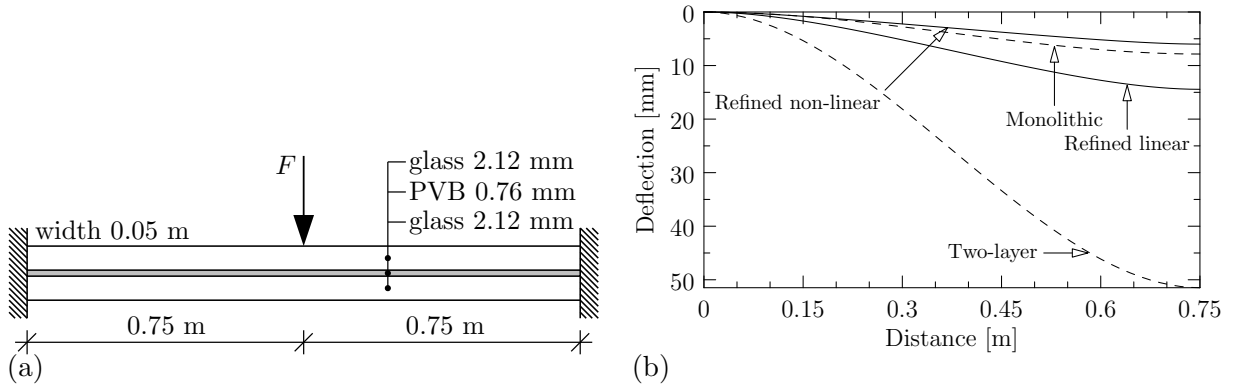 F
glass 2.12 mm
PVB 0.76 mm
glass 2.12 mm
width 0.05 m
0.75 m
0.75 m
(a)
Deflection [mm]
0
10
20
30
40
50
Refined non-linear
Monolithic
Refined linear
Two-layer
0
0.15
0.3
0.45
0.6
0.75
Distance [m]
(b)